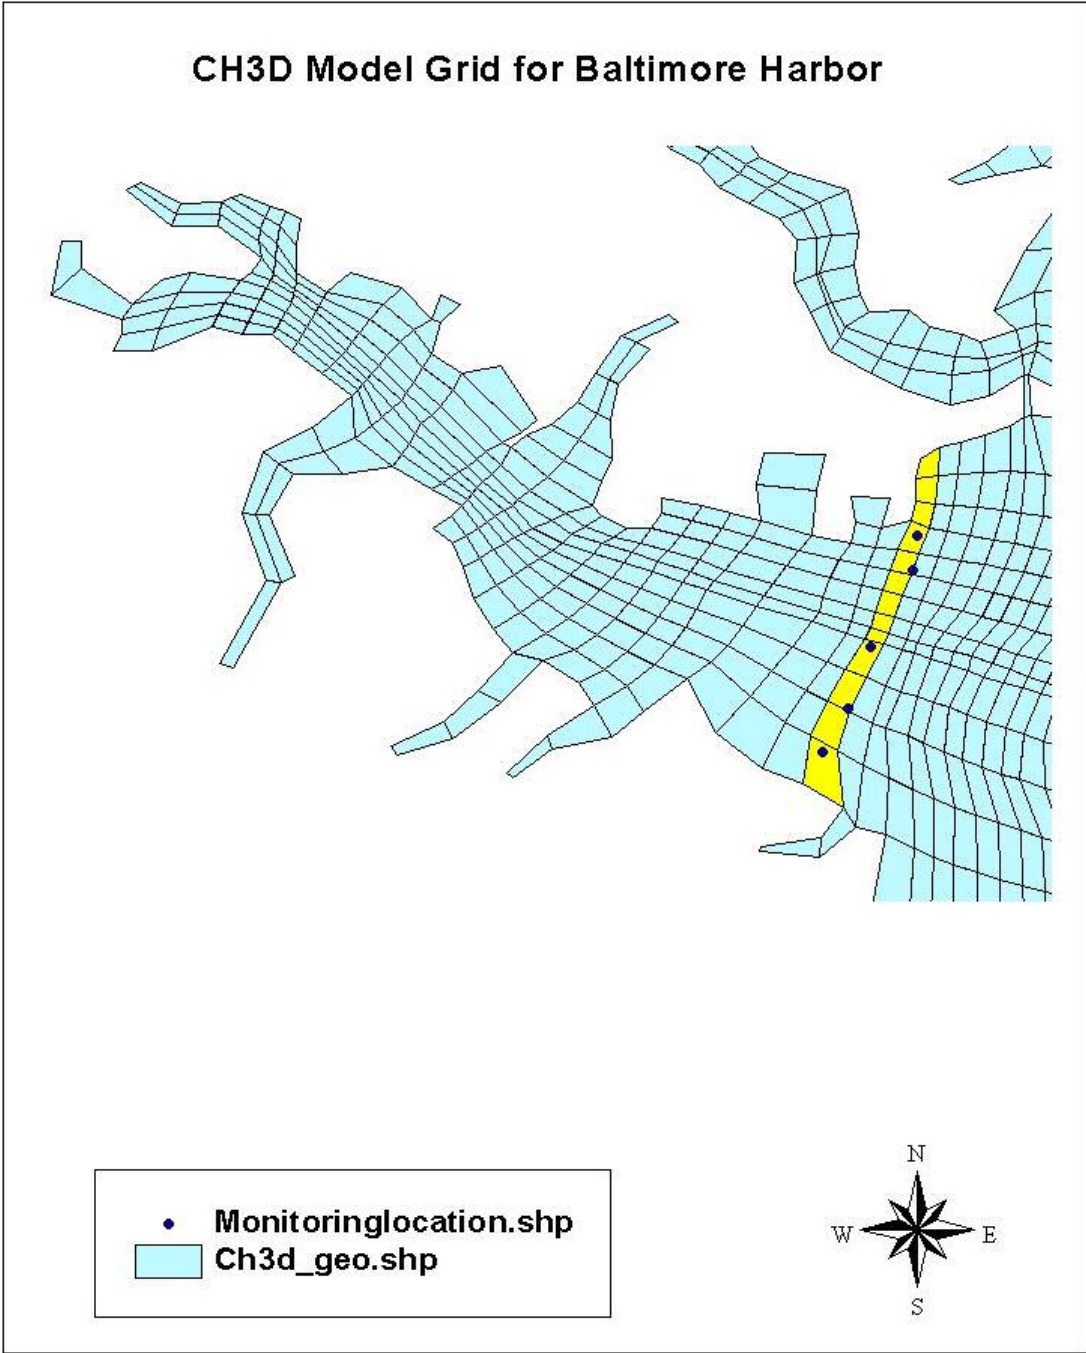 CH3D Model Grid for Baltimore Harbor
N
W E
S
Monitoringlocation.shp
Ch3d_geo.shp